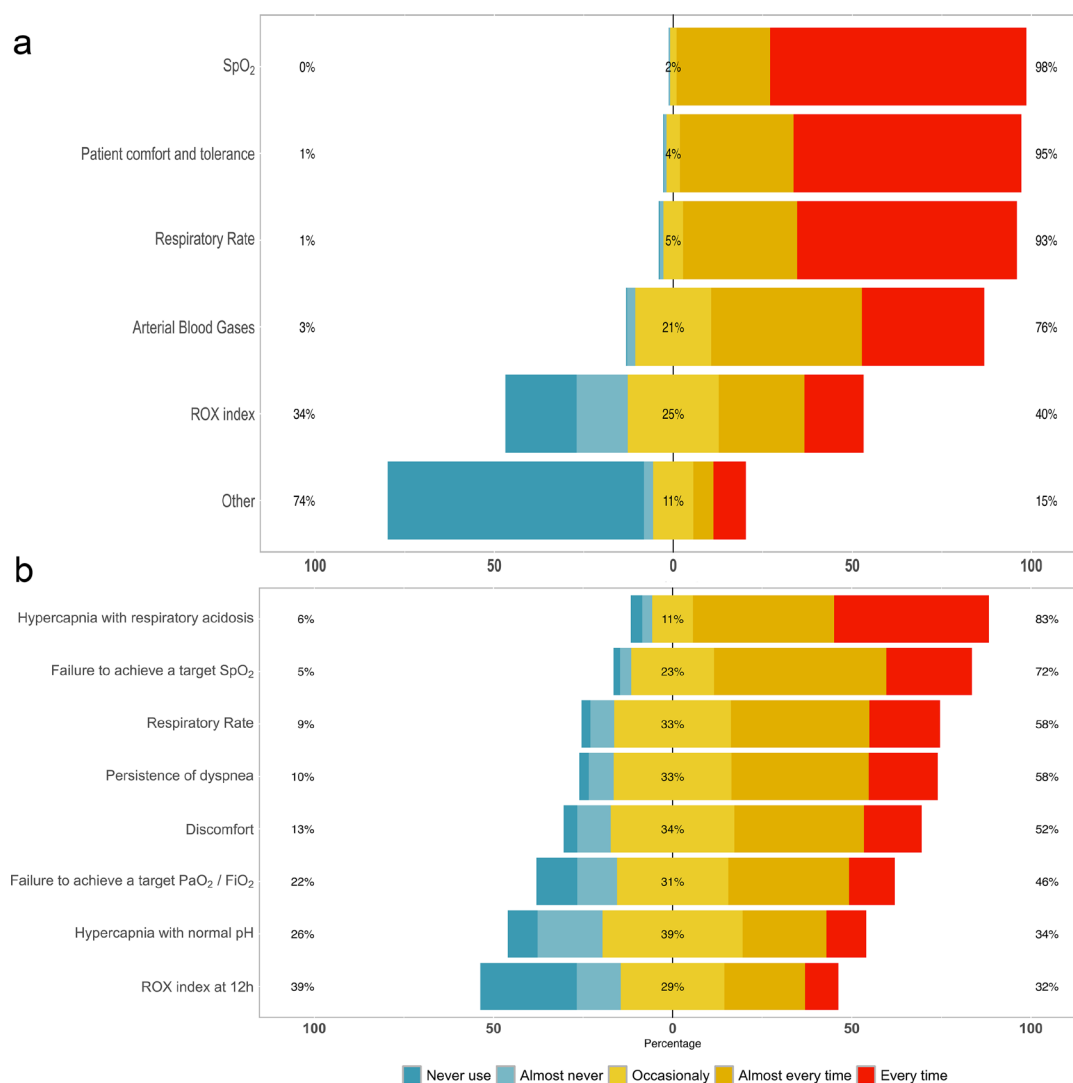 a
SpO₂ 0% 2% 98%
Patient comfort and tolerance 1% 4% 95%
Respiratory Rate 1% 5% 93%
Arterial Blood Gases 3% 21% 76%
ROX index 34% 25% 40%
Other 74% 11% 15%
100 50 0 50 100
b
Hypercapnia with respiratory acidosis 6% 11% 83%
Failure to achieve a target SpO₂ 5% 23% 72%
Respiratory Rate 9% 33% 58%
Persistence of dyspnea 10% 33% 58%
Discomfort 13% 34% 52%
Failure to achieve a target PaO₂ / FiO₂ 22% 31% 46%
Hypercapnia with normal pH 26% 39% 34%
ROX index at 12h 39% 29% 32%
100 50 0 50 100
Percentage
Never use Almost never Occasionaly Almost every time Every time